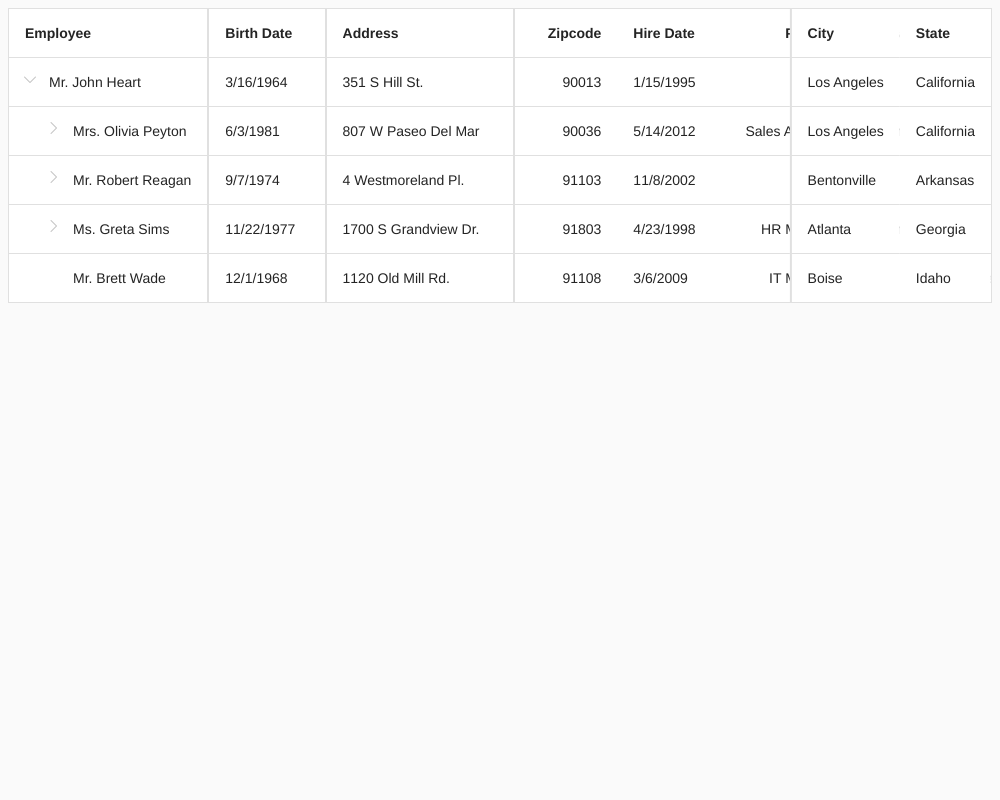 Employee Birth Date Address Zipcode Hire Date City State
Mr. John Heart 3/16/1964 351 S Hill St. 90013 1/15/1995 Los Angeles California
Mrs. Olivia Peyton 6/3/1981 807 W Paseo Del Mar 90036 5/14/2012 Sales A Los Angeles California
Mr. Robert Reagan 9/7/1974 4 Westmoreland Pl. 91103 11/8/2002 Bentonville Arkansas
Ms. Greta Sims 11/22/1977 1700 S Grandview Dr. 91803 4/23/1998 HR Atlanta Georgia
Mr. Brett Wade 12/1/1968 1120 Old Mill Rd. 91108 3/6/2009 IT Boise Idaho